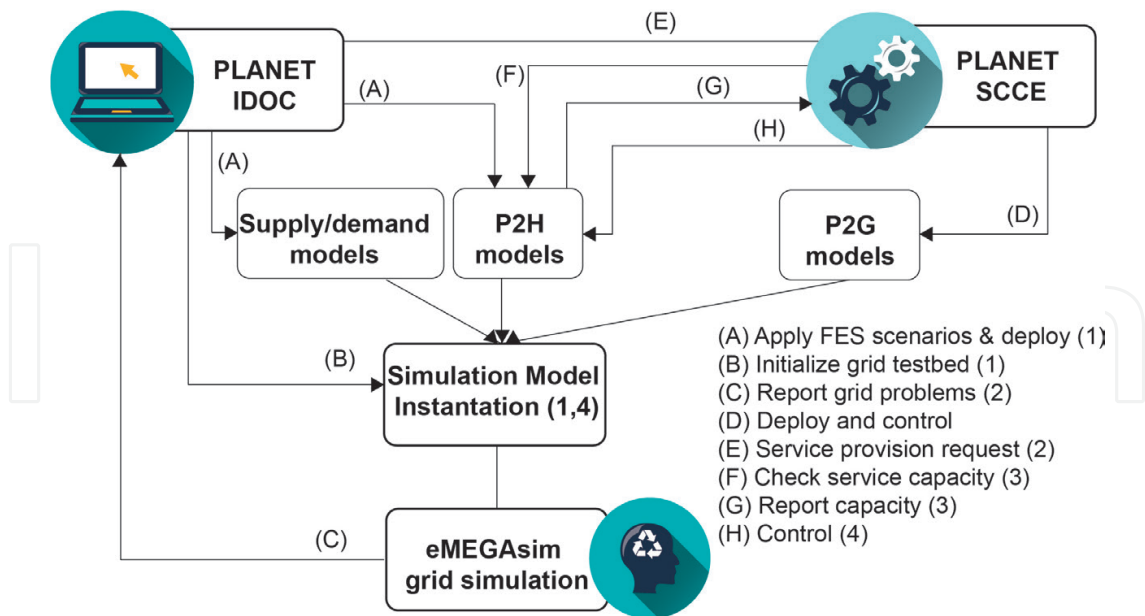 (E)
PLANET
IDOC
(F)
PLANET
SCCE
(A)
(G)
(H)
(A)
Supply/demand
models
P2H
models
P2G
models
(D)
(B)
Simulation Model
Instantation (1,4)
(A) Apply FES scenarios & deploy (1)
(B) Initialize grid testbed (1)
(C) Report grid problems (2)
(D) Deploy and control
(E) Service provision request (2)
(F) Check service capacity (3)
(G) Report capacity (3)
(H) Control (4)
(C)
eMEGAsim
grid simulation